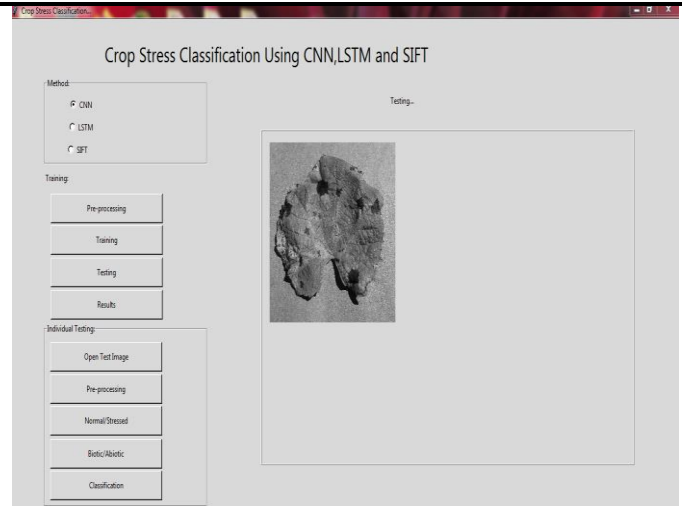 Crop Stress Classification...
Crop Stress Classification Using CNN,LSTM and SIFT
Method:
CNN
LSTM
SIFT
Testing...
Training:
Pre-processing
Training
Testing
Results
Individual Testing:
Open Test Image
Pre-processing
Normal/Stressed
Biotic/Abiotic
Classification